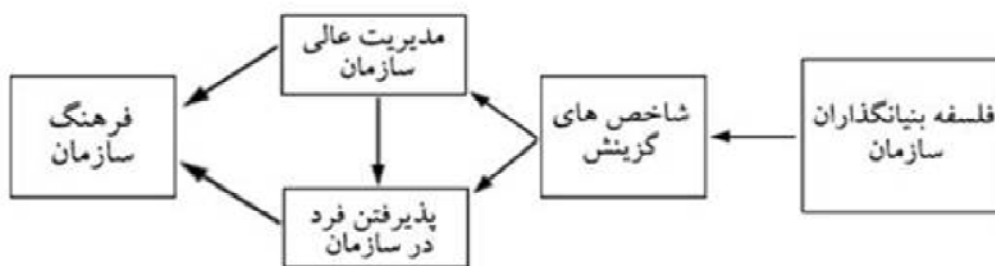 فلسفه بنیانگذاران
سازمان
شاخص های
گزینش
مدیریت عالی
سازمان
پذیرفتن فرد
در سازمان
فرهنگ
سازمان